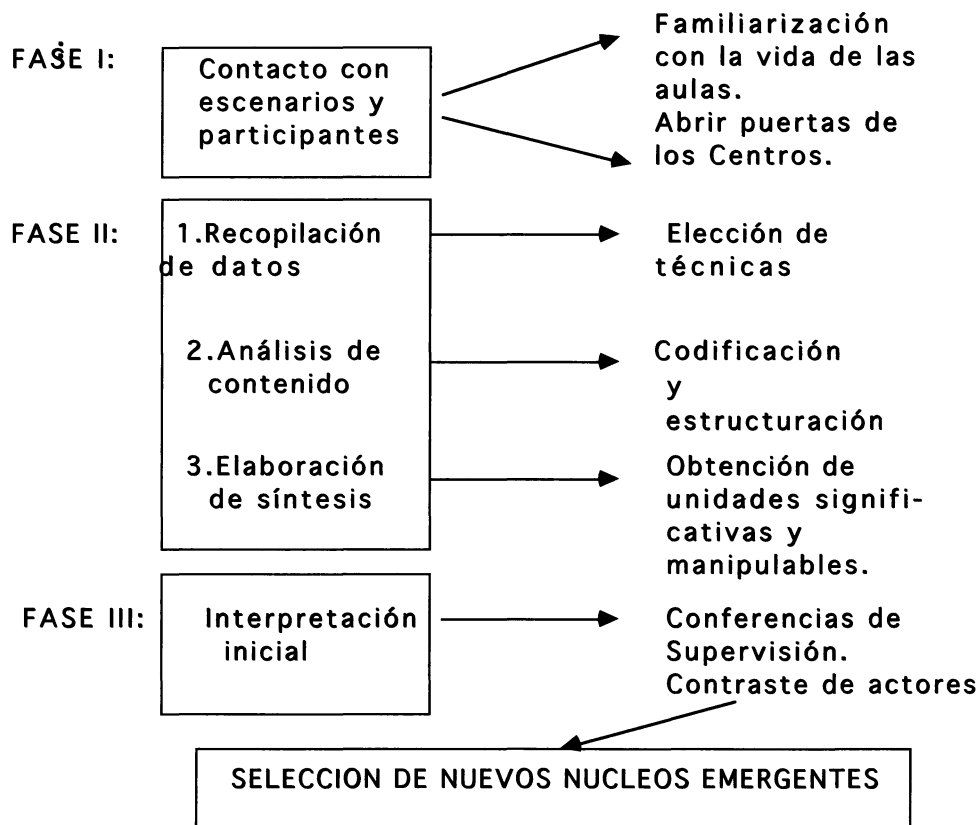 FASE I:
Contacto con
escenarios y
participantes
Familiarización
con la vida de las
aulas.
Abrir puertas de
los Centros.
FASE II:
1.Recopilación
de datos
Elección de
técnicas
2.Análisis de
contenido
Codificación
y
estructuración
3.Elaboración
de síntesis
Obtención de
unidades signifi-
cativas y
manipulables.
FASE III:
Interpretación
inicial
Conferencias de
Supervisión.
Contraste de actores
SELECCION DE NUEVOS NUCLEOS EMERGENTES